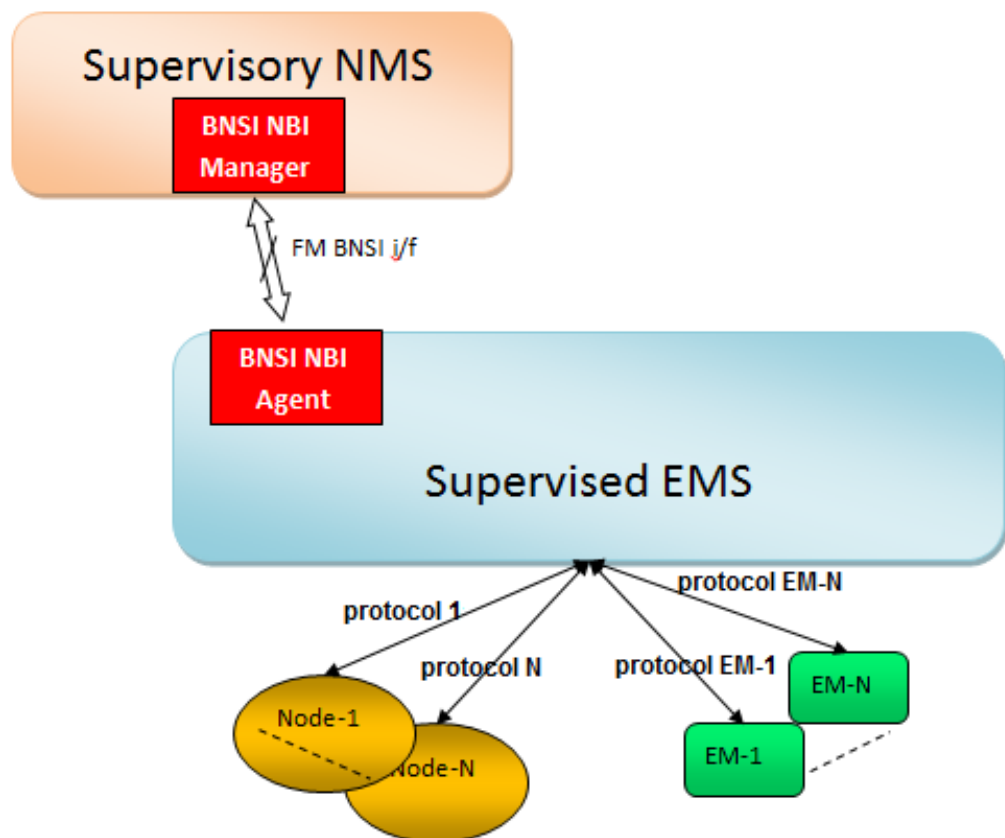 Supervisory NMS
BNSI NBI
Manager
FM BNSI i/f
BNSI NBI
Agent
Supervised EMS
protocol EM-N
protocol 1
protocol N
protocol EM-1
EM-N
Node-1
EM-1
Node-N